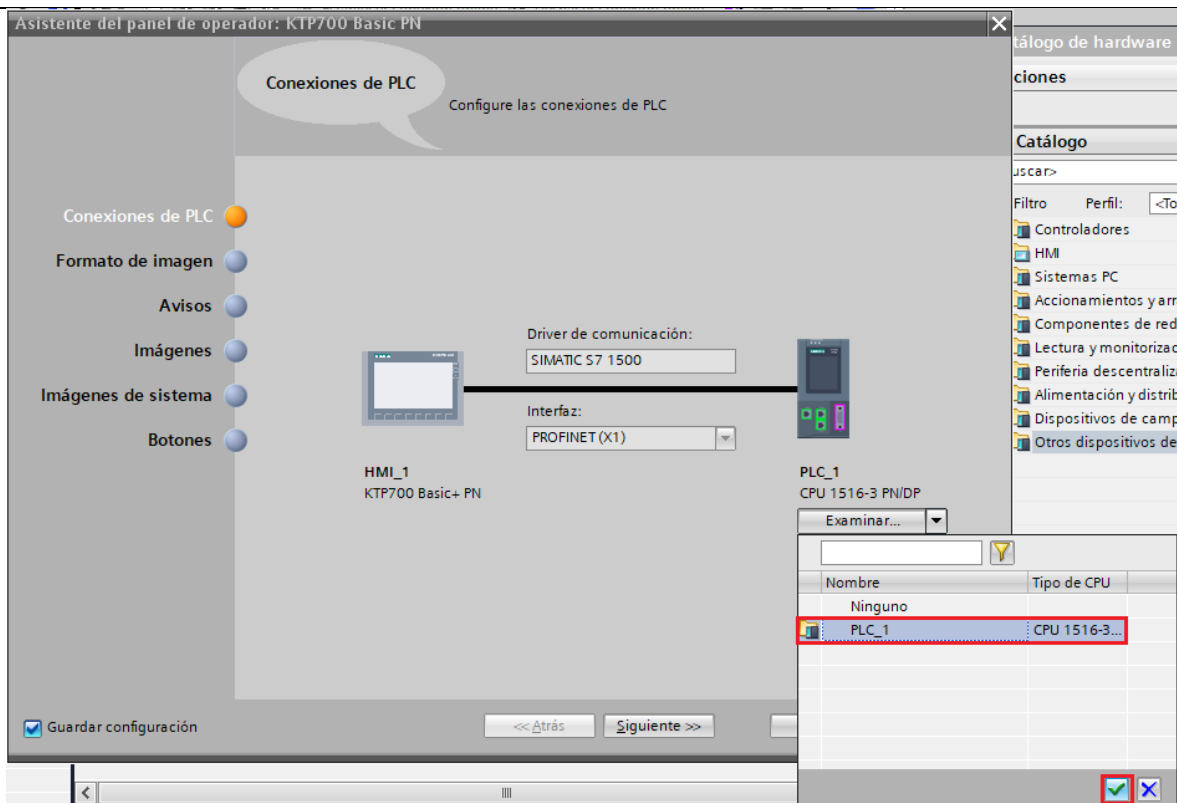 Asistente del panel de operador: KTP700 Basic PN
Conexiones de PLC
Configure las conexiones de PLC
Conexiones de PLC
Formato de imagen
Avisos
Imágenes
Imágenes de sistema
Botones
Driver de comunicación:
SIMATIC S7 1500
Interfaz:
PROFINET (X1)
HMI_1
KTP700 Basic+ PN
PLC_1
CPU 1516-3 PN/DP
Examinar...
Nombre Tipo de CPU
Ninguno
PLC_1 CPU 1516-3...
Guardar configuración
<< Atrás
Siguiente >>
tálogo de hardware
ciones
Catálogo
uscar>
Filtro Perfil: <To
Controladores
HMI
Sistemas PC
Accionamientos y arr
Componentes de red
Lectura y monitorizac
Periferia descentraliza
Alimentación y distrib
Dispositivos de camp
Otros dispositivos de